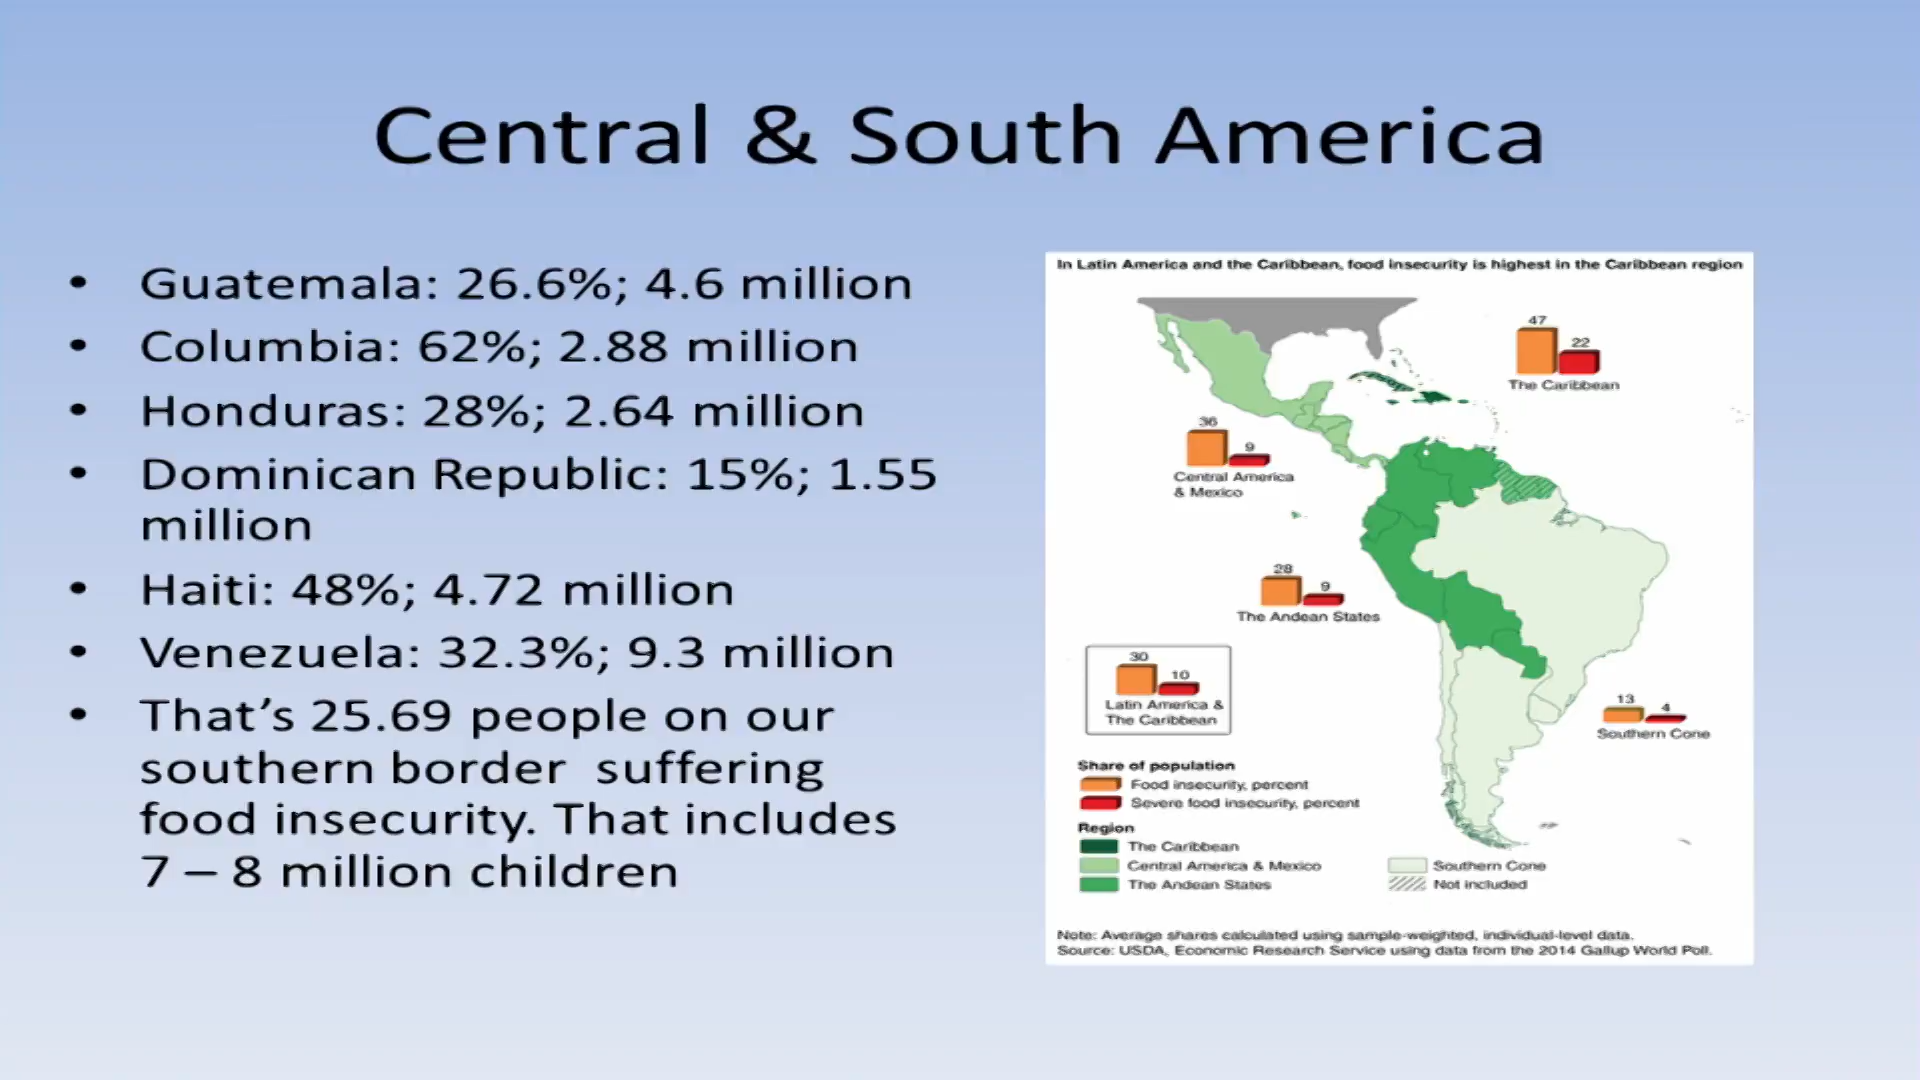 Central & South America
• Guatemala: 26.6%; 4.6 million
• Columbia: 62%; 2.88 million
• Honduras: 28%; 2.64 million
• Dominican Republic: 15%; 1.55
million
• Haiti: 48%; 4.72 million
• Venezuela: 32.3%; 9.3 million
• That’s 25.69 people on our
southern border  suffering
food insecurity. That includes
7 – 8 million children
In Latin America and the Caribbean, food insecurity is highest in the Caribbean region
47
22
The Caribbean
36
9
Central America
& Mexico
28
9
The Andean States
30
10
Latin America &
The Caribbean
13
4
Southern Cone
Share of population
Food insecurity, percent
Severe food insecurity, percent
Region
The Caribbean
Central America & Mexico
The Andean States
Southern Cone
Not included
Note: Average shares calculated using sample-weighted, individual-level data.
Source: USDA, Economic Research Service using data from the 2014 Gallup World Poll.